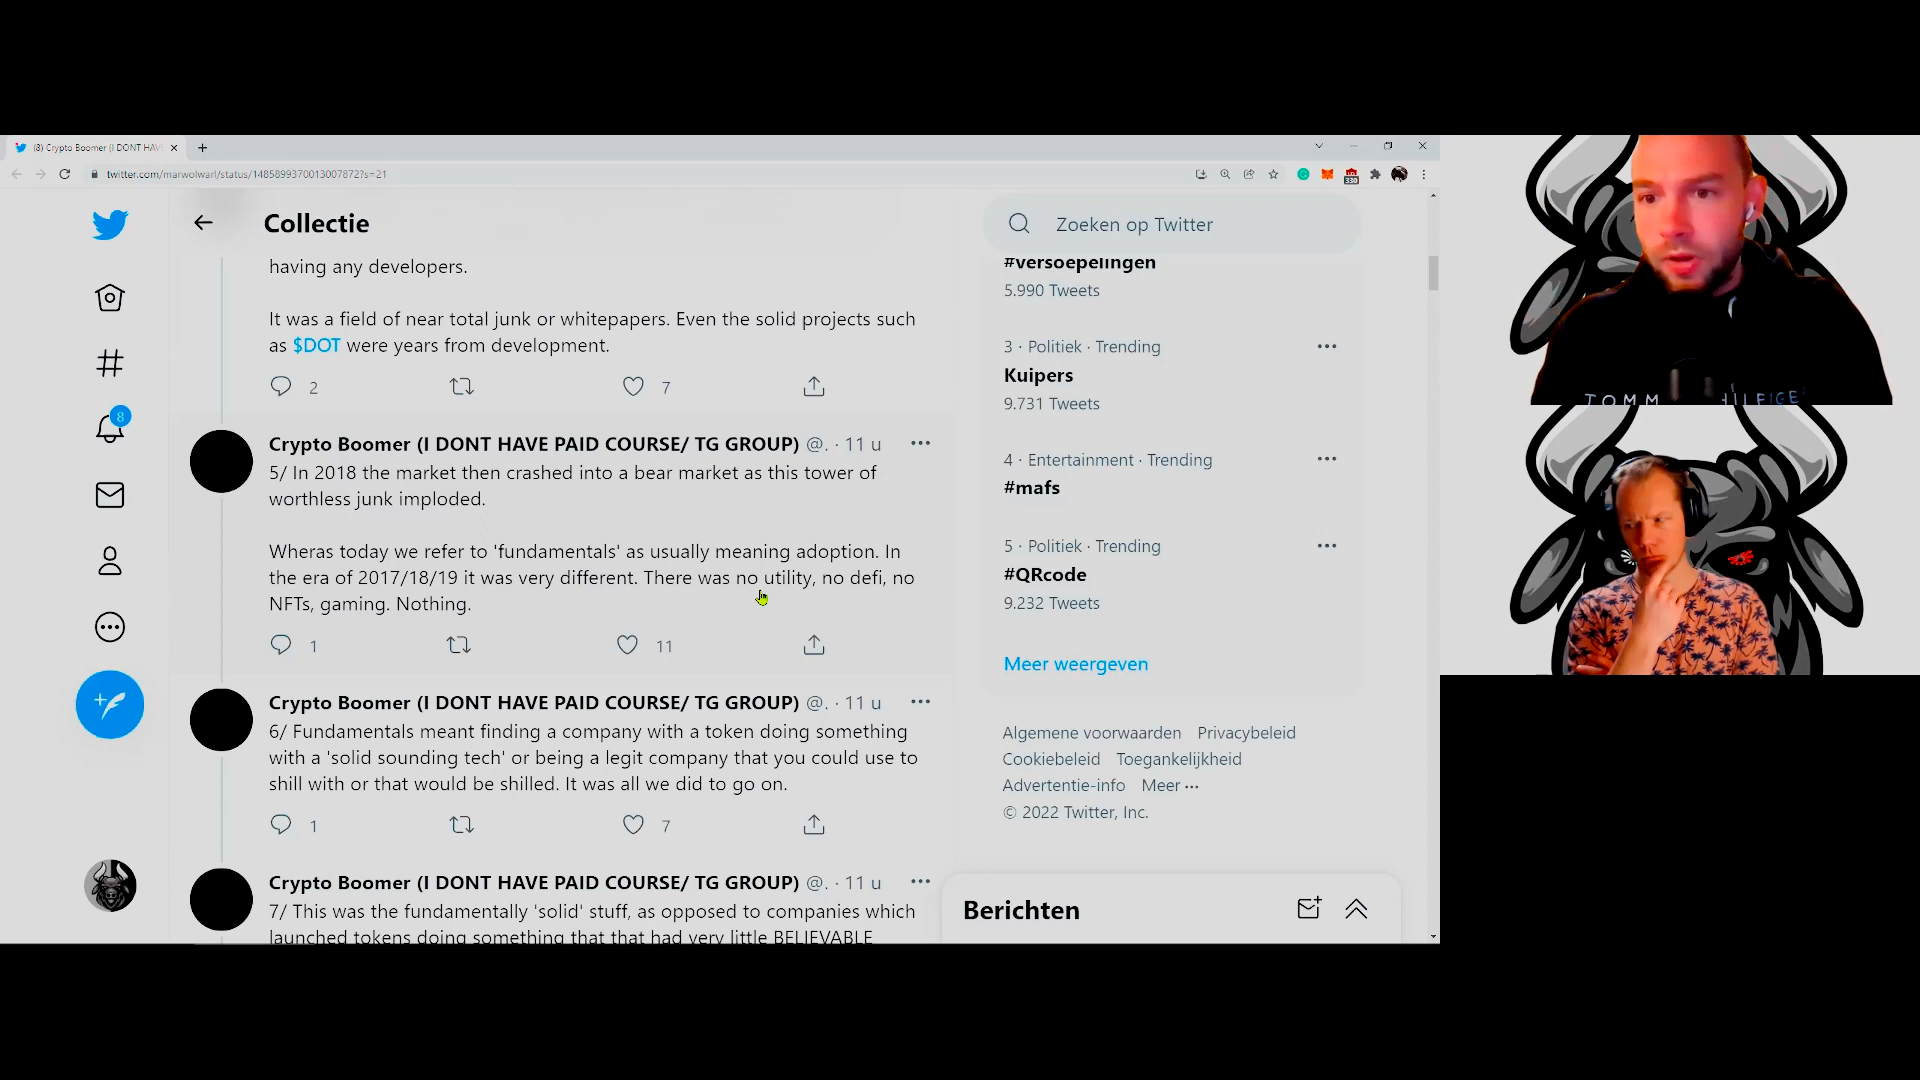 (8) Crypto Boomer (I DONT HAV
twitter.com/marwolwarl/status/1485899370013007872?s=21
Collectie
having any developers.
It was a field of near total junk or whitepapers. Even the solid projects such
as $DOT were years from development.
2
7
Crypto Boomer (I DONT HAVE PAID COURSE/ TG GROUP) @. · 11 u
5/ In 2018 the market then crashed into a bear market as this tower of
worthless junk imploded.
Wheras today we refer to 'fundamentals' as usually meaning adoption. In
the era of 2017/18/19 it was very different. There was no utility, no defi, no
NFTs, gaming. Nothing.
1
11
Crypto Boomer (I DONT HAVE PAID COURSE/ TG GROUP) @. · 11 u
6/ Fundamentals meant finding a company with a token doing something
with a 'solid sounding tech' or being a legit company that you could use to
shill with or that would be shilled. It was all we did to go on.
1
7
Crypto Boomer (I DONT HAVE PAID COURSE/ TG GROUP) @. · 11 u
7/ This was the fundamentally 'solid' stuff, as opposed to companies which
launched tokens doing something that that had very little BELIEVABLE
8
Zoeken op Twitter
#versoepelingen
5.990 Tweets
3 · Politiek · Trending
Kuipers
9.731 Tweets
4 · Entertainment · Trending
#mafs
5 · Politiek · Trending
#QRcode
9.232 Tweets
Meer weergeven
Algemene voorwaarden Privacybeleid
Cookiebeleid Toegankelijkheid
Advertentie-info Meer ···
© 2022 Twitter, Inc.
Berichten
TOMM HILFIGE